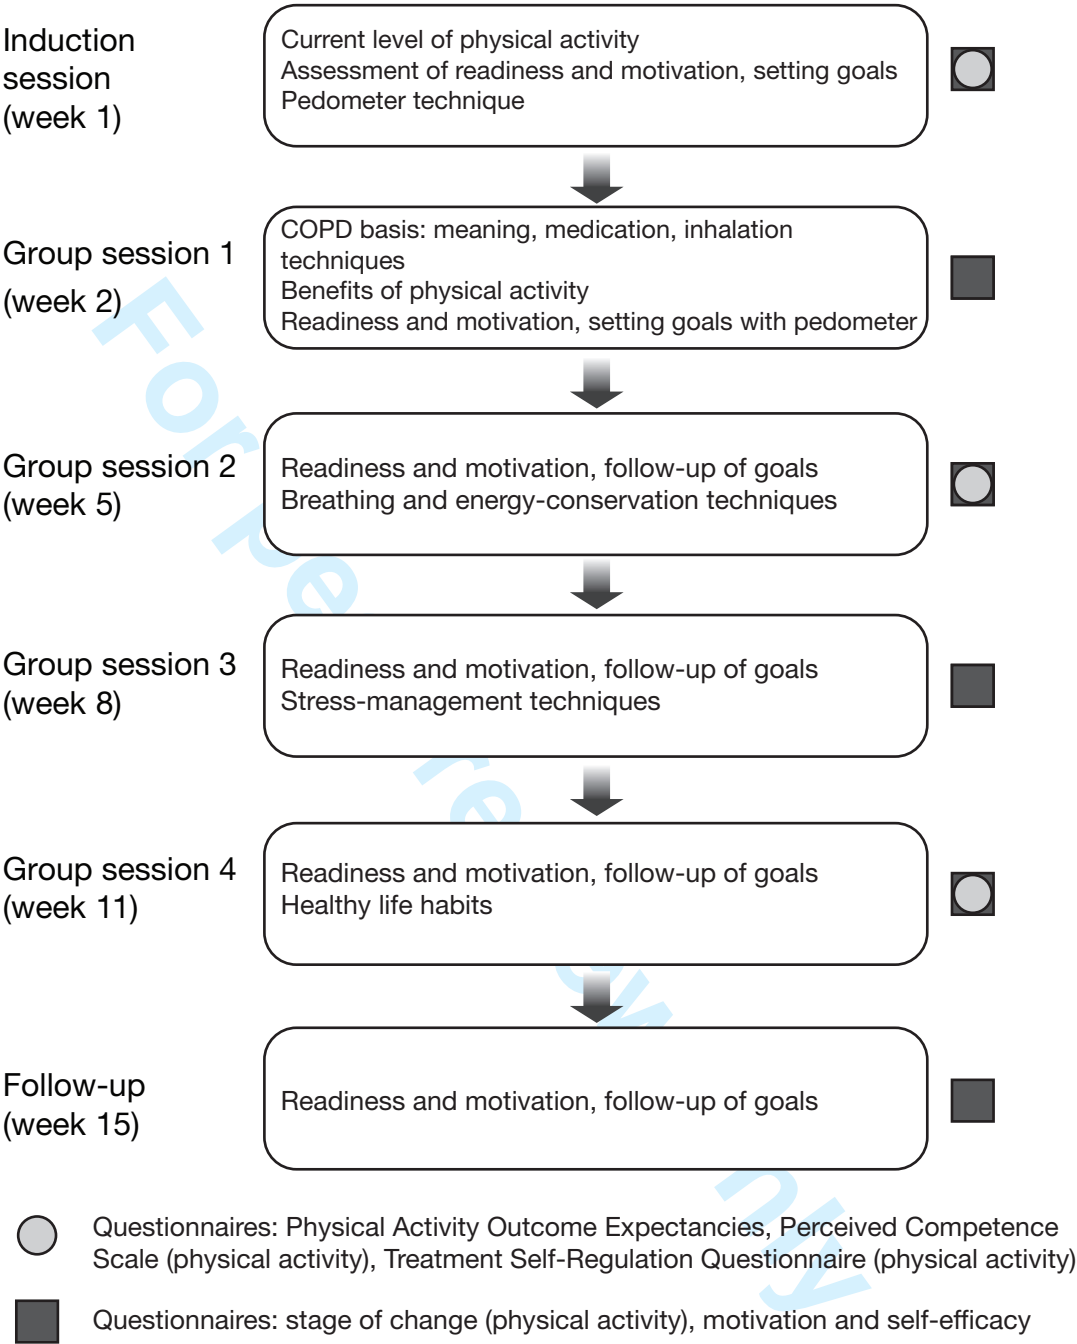 Induction
session
(week 1)
Current level of physical activity
Assessment of readiness and motivation, setting goals
Pedometer technique
Group session 1
(week 2)
COPD basis: meaning, medication, inhalation
techniques
Benefits of physical activity
Readiness and motivation, setting goals with pedometer
Group session 2
(week 5)
Readiness and motivation, follow-up of goals
Breathing and energy-conservation techniques
Group session 3
(week 8)
Readiness and motivation, follow-up of goals
Stress-management techniques
Group session 4
(week 11)
Readiness and motivation, follow-up of goals
Healthy life habits
Follow-up
(week 15)
Readiness and motivation, follow-up of goals
Questionnaires: Physical Activity Outcome Expectancies, Perceived Competence
Scale (physical activity), Treatment Self-Regulation Questionnaire (physical activity)
Questionnaires: stage of change (physical activity), motivation and self-efficacy